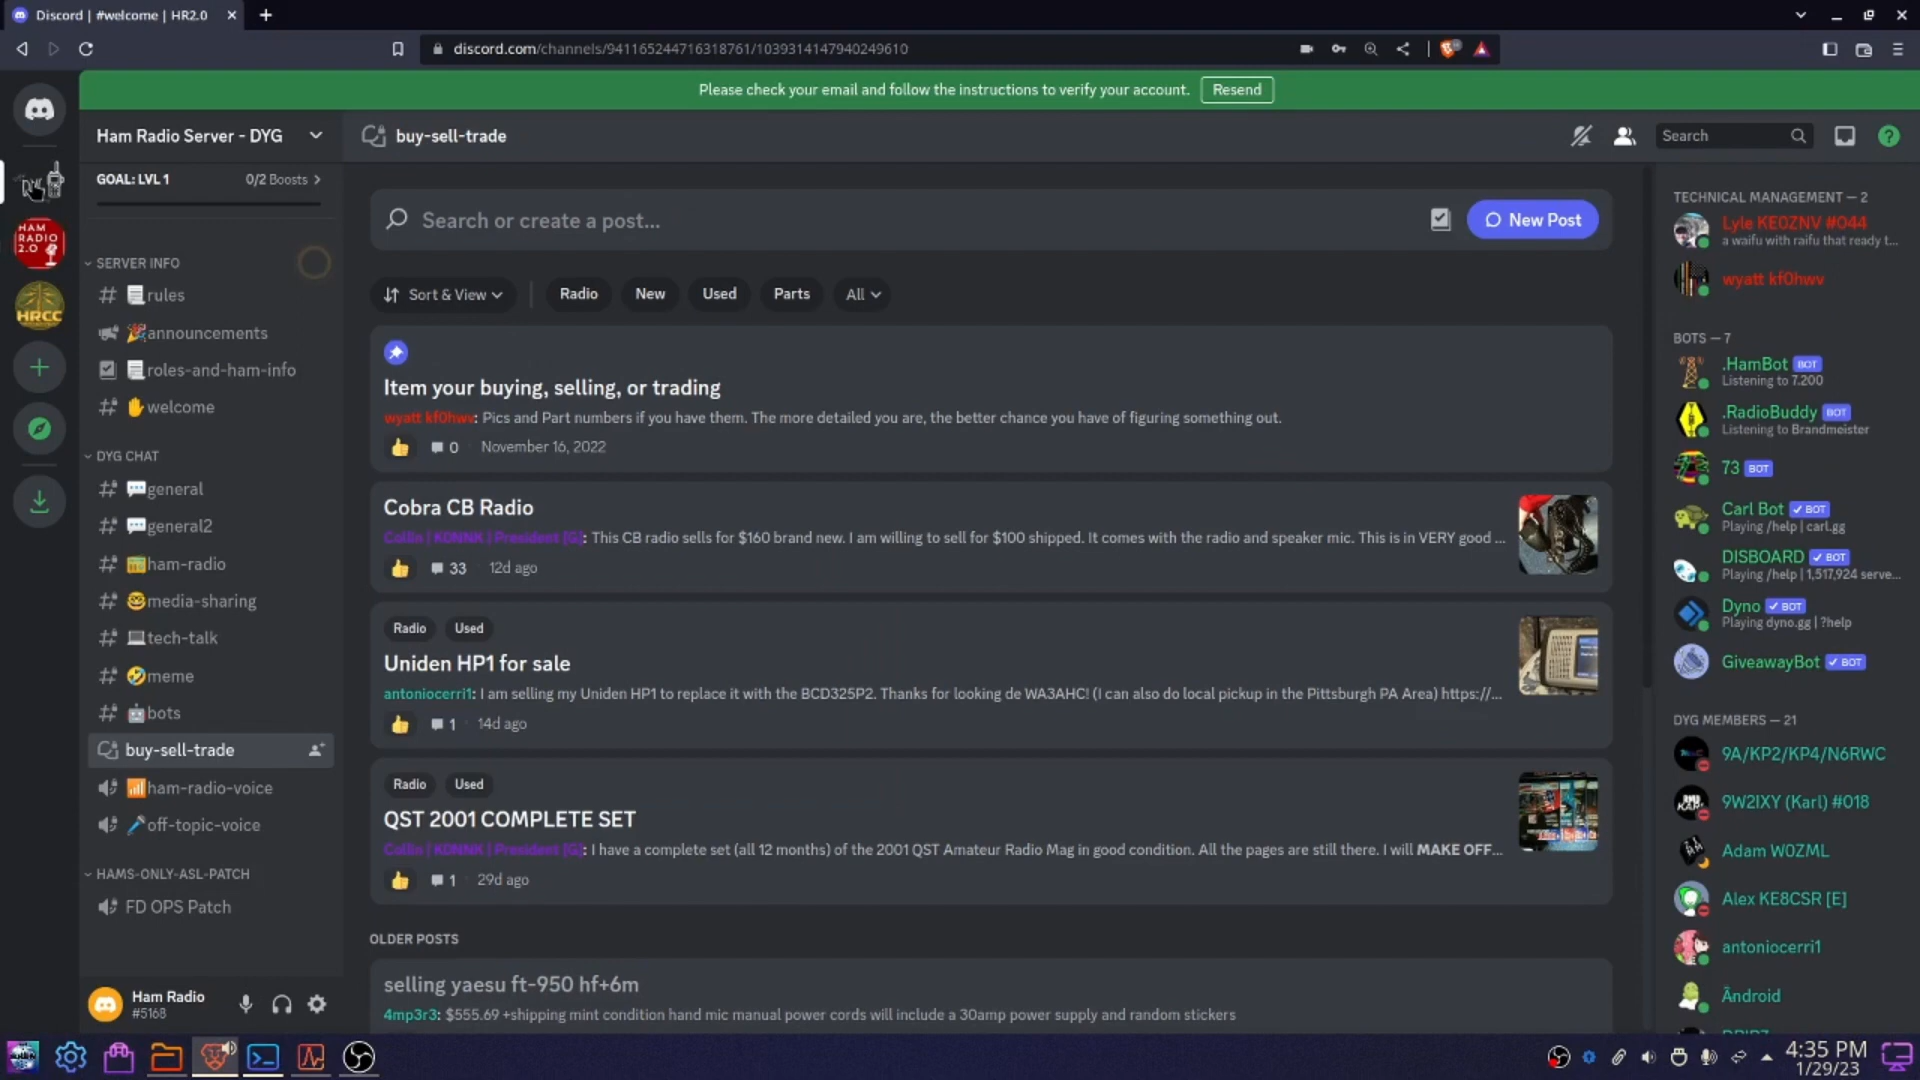 Discord | #welcome | HR2.0
discord.com/channels/941165244716318761/1039314147940249610
Please check your email and follow the instructions to verify your account.
Resend
Ham Radio Server - DYG
buy-sell-trade
Search
GOAL: LVL 1
0/2 Boosts
SERVER INFO
rules
announcements
roles-and-ham-info
welcome
DYG CHAT
general
general2
ham-radio
media-sharing
tech-talk
meme
bots
buy-sell-trade
ham-radio-voice
off-topic-voice
HAMS-ONLY-ASL-PATCH
FD OPS Patch
Ham Radio
#5168
HAM
RADIO
2.0
HRCC
Search or create a post...
New Post
Sort & View
Radio
New
Used
Parts
All
Item your buying, selling, or trading
wyatt kf0hwv: Pics and Part numbers if you have them. The more detailed you are, the better chance you have of figuring something out.
0
November 16, 2022
Cobra CB Radio
Collin | K0NNK | President [G]: This CB radio sells for $160 brand new. I am willing to sell for $100 shipped. It comes with the radio and speaker mic. This is in VERY good ...
33
12d ago
Radio
Used
Uniden HP1 for sale
antoniocerri1: I am selling my Uniden HP1 to replace it with the BCD325P2. Thanks for looking de WA3AHC! (I can also do local pickup in the Pittsburgh PA Area) https://...
1
14d ago
Radio
Used
QST 2001 COMPLETE SET
Collin | K0NNK | President [G]: I have a complete set (all 12 months) of the 2001 QST Amateur Radio Mag in good condition. All the pages are still there. I will MAKE OFF...
1
29d ago
OLDER POSTS
selling yaesu ft-950 hf+6m
4mp3r3: $555.69 +shipping mint condition hand mic manual power cords will include a 30amp power supply and random stickers
TECHNICAL MANAGEMENT — 2
Lyle KE0ZNV #044
a waifu with raifu that ready t...
wyatt kf0hwv
BOTS — 7
.HamBot BOT
Listening to 7.200
.RadioBuddy BOT
Listening to Brandmeister
73 BOT
Carl Bot BOT
Playing /help | carl.gg
DISBOARD BOT
Playing /help | 1,517,924 serve...
Dyno BOT
Playing dyno.gg | ?help
GiveawayBot BOT
DYG MEMBERS — 21
9A/KP2/KP4/N6RWC
9W2IXY (Karl) #018
Adam W0ZML
Alex KE8CSR [E]
antoniocerri1
Ãndroid
4:35 PM
1/29/23